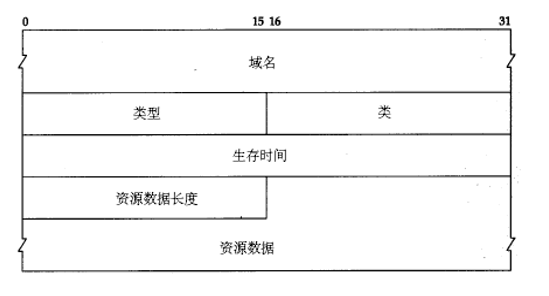 0 15 16 31
域名
类型 类
生存时间
资源数据长度
资源数据